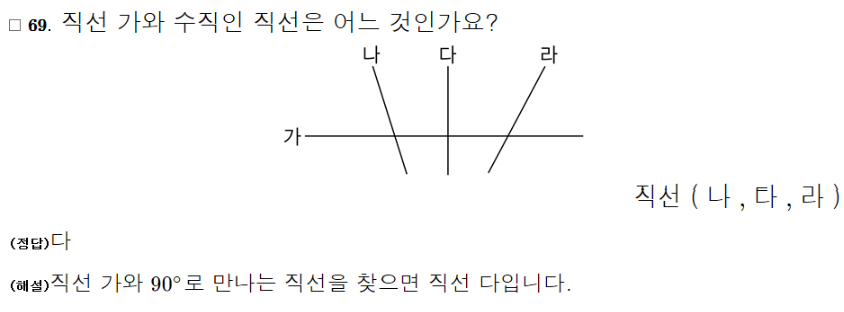 □ 69. 직선 가와 수직인 직선은 어느 것인가요?
나 다 라
가
직선 ( 나 , 타 , 라 )
(정답)다
(해설)직선 가와 90°로 만나는 직선을 찾으면 직선 다입니다.